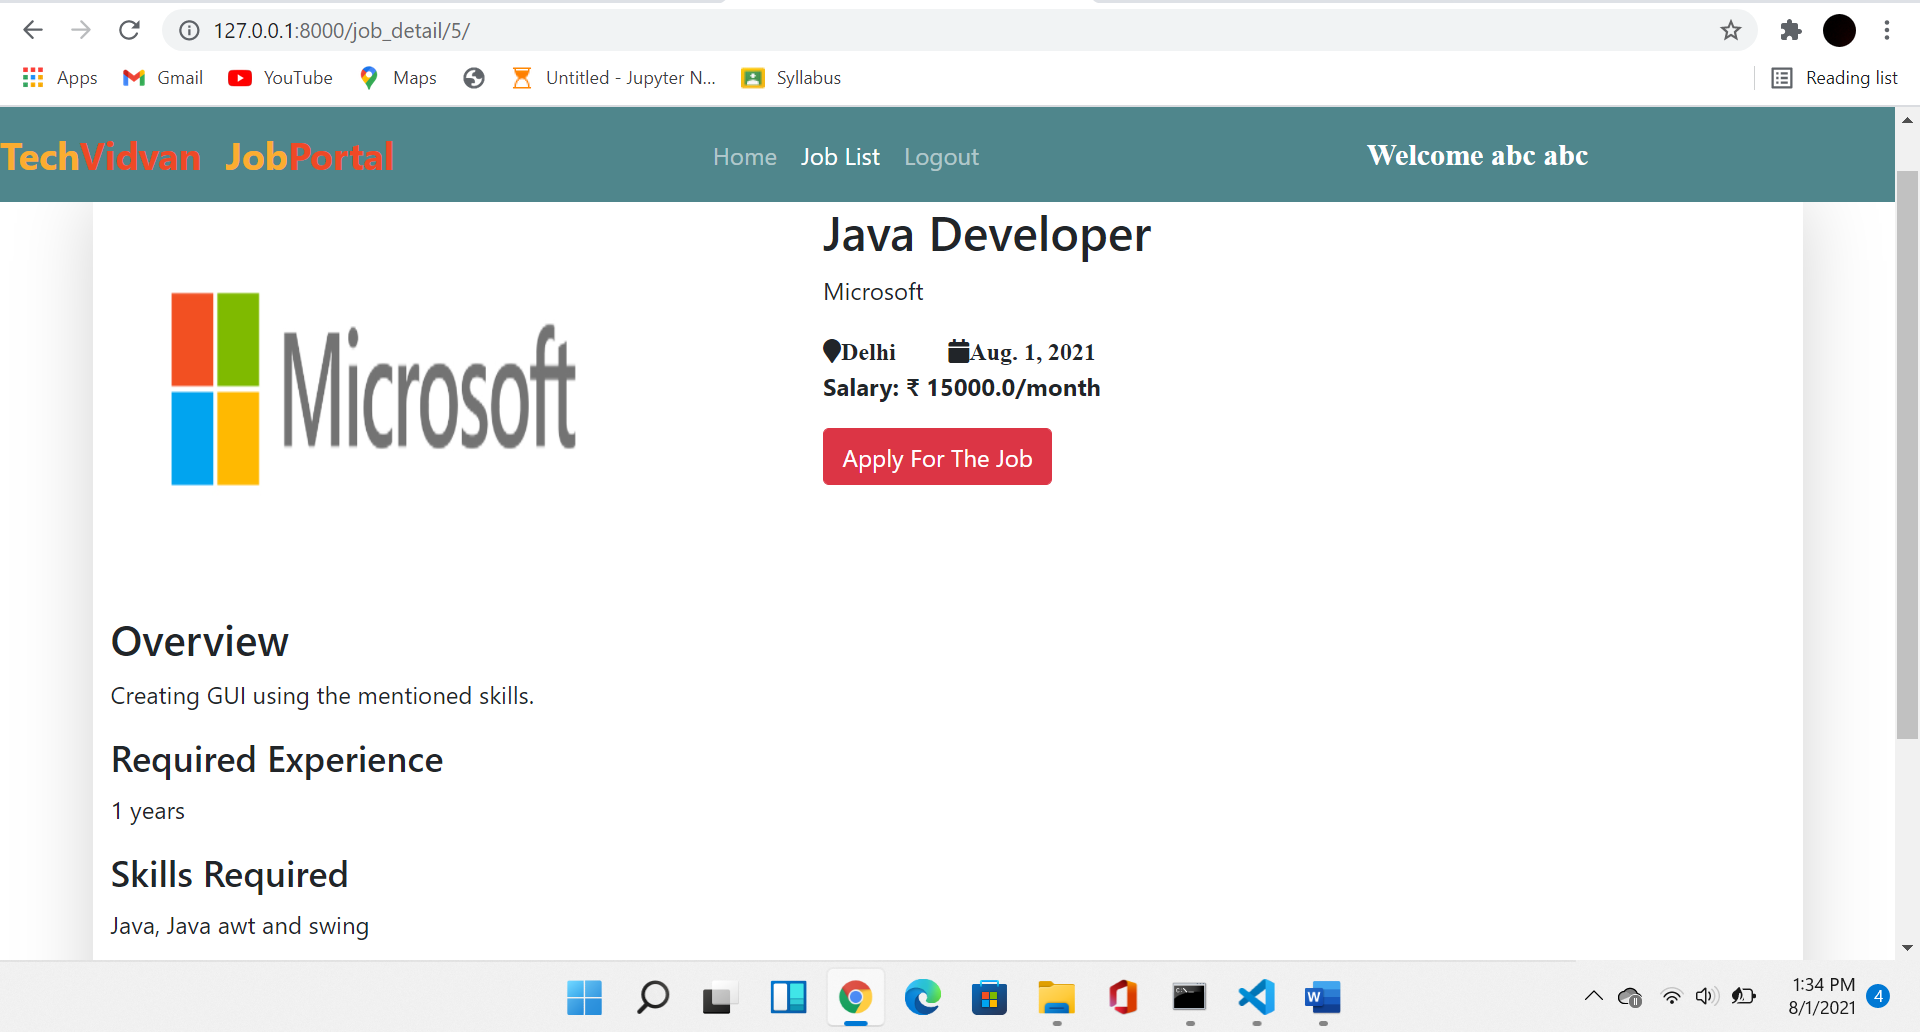 127.0.0.1:8000/job_detail/5/
Apps Gmail YouTube Maps Untitled - Jupyter N... Syllabus Reading list
TechVidvan JobPortal Home Job List Logout Welcome abc abc
Java Developer
Microsoft
Microsoft
Delhi Aug. 1, 2021
Salary: ₹ 15000.0/month
Apply For The Job
Overview
Creating GUI using the mentioned skills.
Required Experience
1 years
Skills Required
Java, Java awt and swing
1:34 PM
8/1/2021
4